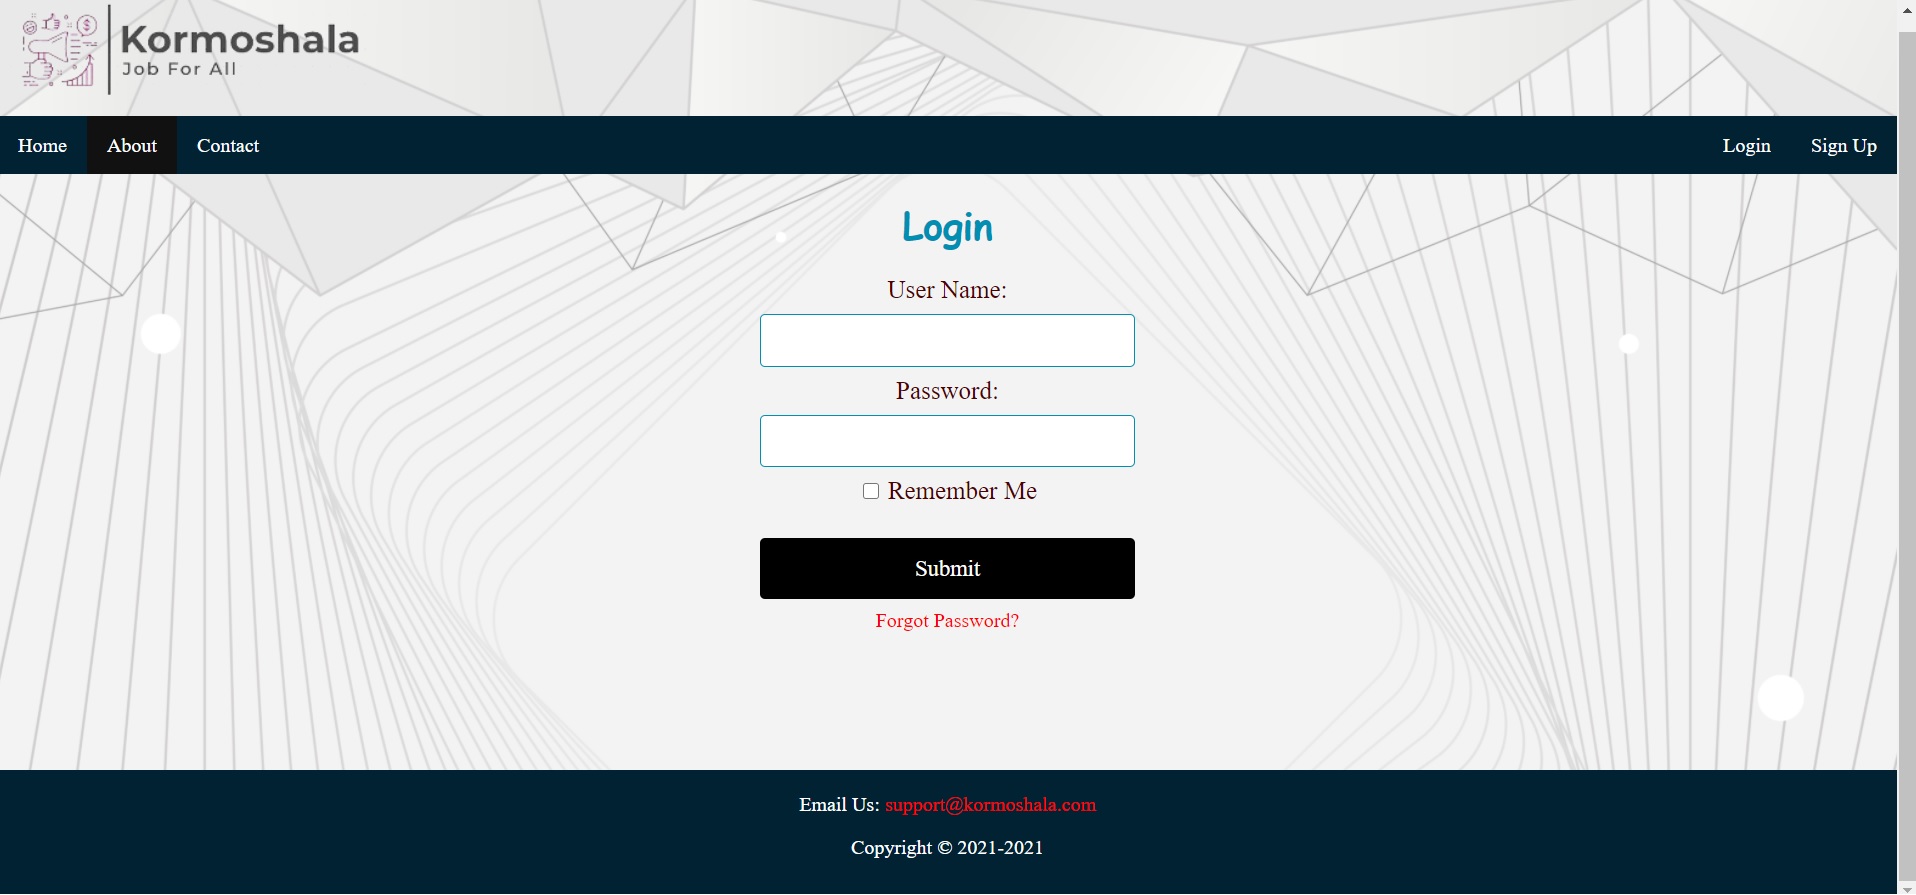 Kormoshala
Job For All
Home About Contact Login Sign Up
Login
User Name:
Password:
Remember Me
Submit
Forgot Password?
Email Us: support@kormoshala.com
Copyright © 2021-2021